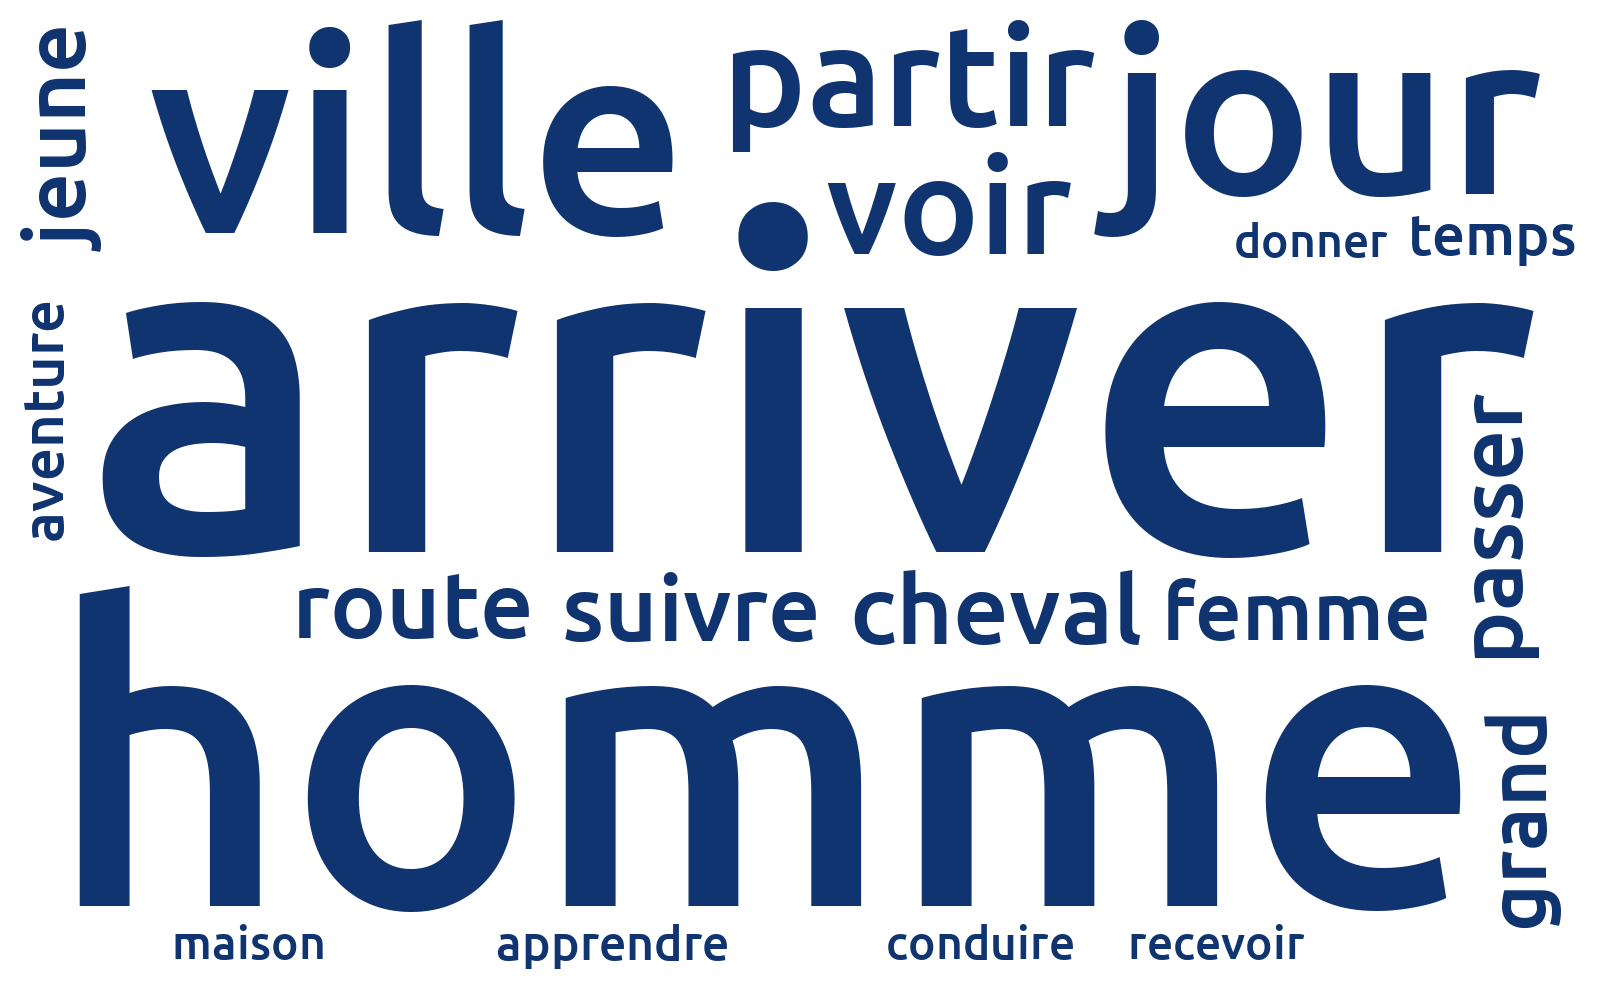 jeune
ville
partir
jour
voir
donner
temps
aventure
arriver
passer
route
suivre
cheval
femme
homme
grand
maison
apprendre
conduire
recevoir